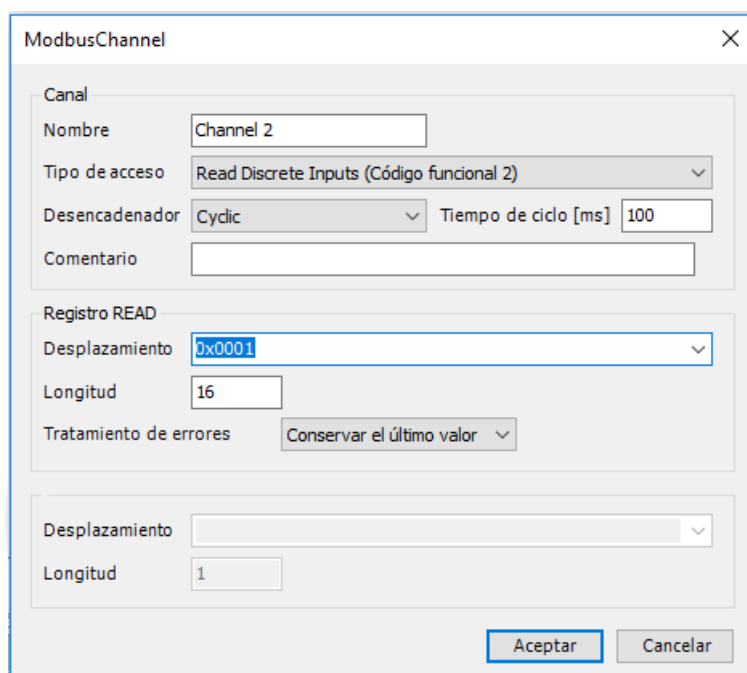 ModbusChannel
Canal
Nombre Channel 2
Tipo de acceso Read Discrete Inputs (Código funcional 2)
Desencadenador Cyclic Tiempo de ciclo [ms] 100
Comentario
Registro READ
Desplazamiento 0x0001
Longitud 16
Tratamiento de errores Conservar el último valor
Desplazamiento
Longitud 1
Aceptar Cancelar